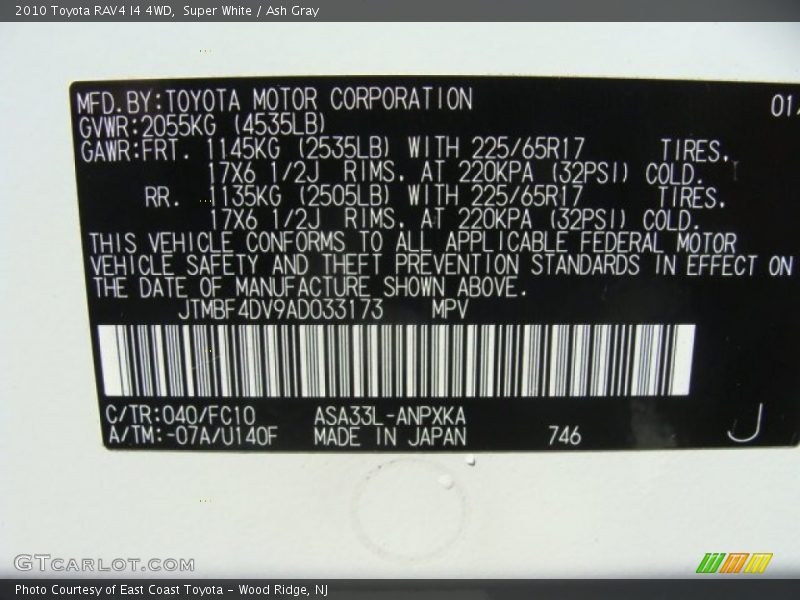 2010 Toyota RAV4 I4 4WD,  Super White / Ash Gray
MFD.BY:TOYOTA MOTOR CORPORATION 01/
GVWR:2055KG (4535LB)
GAWR:FRT. 1145KG (2535LB) WITH 225/65R17 TIRES,
17X6 1/2J RIMS, AT 220KPA (32PSI) COLD.
RR. 1135KG (2505LB) WITH 225/65R17 TIRES,
17X6 1/2J RIMS, AT 220KPA (32PSI) COLD.
THIS VEHICLE CONFORMS TO ALL APPLICABLE FEDERAL MOTOR
VEHICLE SAFETY AND THEFT PREVENTION STANDARDS IN EFFECT ON
THE DATE OF MANUFACTURE SHOWN ABOVE.
JTMBF4DV9AD033173 MPV
C/TR:040/FC10 ASA33L-ANPXKA
A/TM:-07A/U140F MADE IN JAPAN 746 J
GTCARLOT.COM
Photo Courtesy of East Coast Toyota - Wood Ridge, NJ